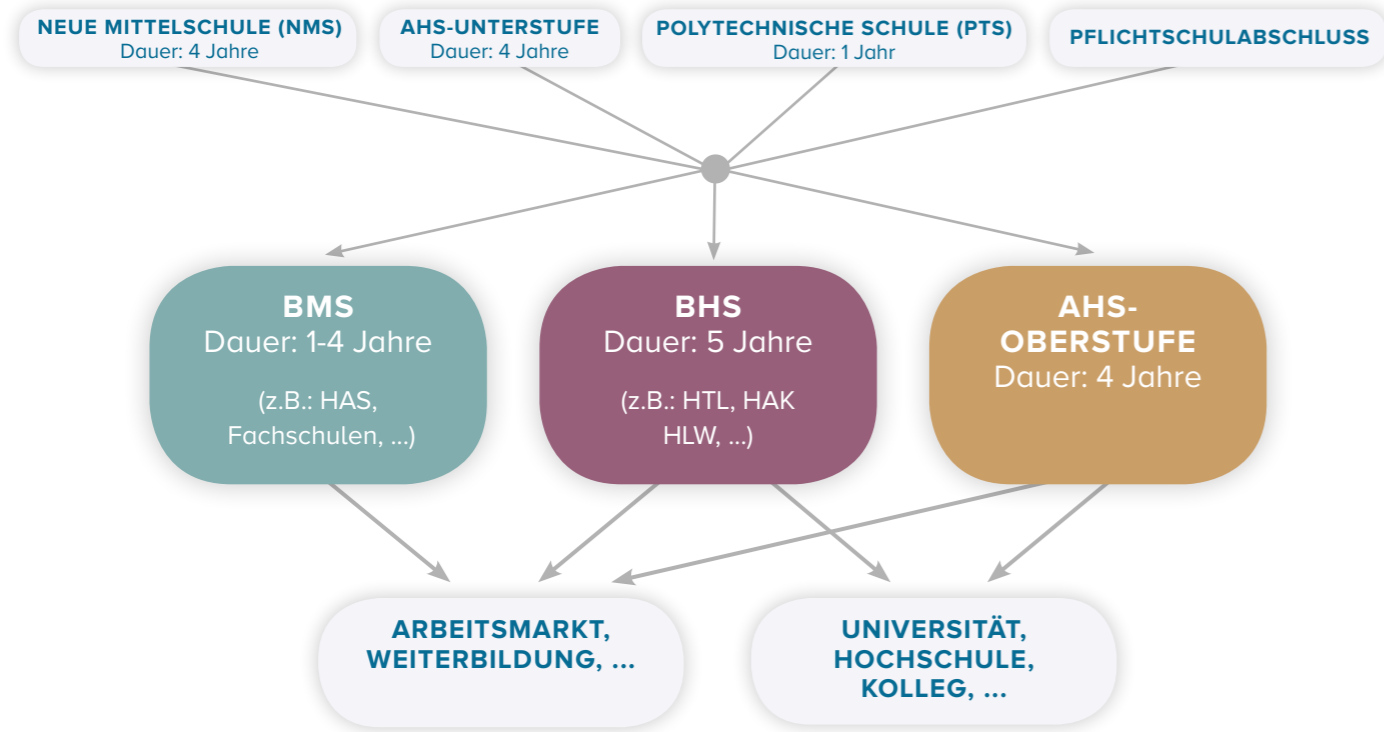 NEUE MITTELSCHULE (NMS)
Dauer: 4 Jahre
AHS-UNTERSTUFE
Dauer: 4 Jahre
POLYTECHNISCHE SCHULE (PTS)
Dauer: 1 Jahr
PFLICHTSCHULABSCHLUSS
BMS
Dauer: 1-4 Jahre
(z.B.: HAS,
Fachschulen, ...)
BHS
Dauer: 5 Jahre
(z.B.: HTL, HAK
HLW, ...)
AHS-
OBERSTUFE
Dauer: 4 Jahre
ARBEITSMARKT,
WEITERBILDUNG, ...
UNIVERSITÄT,
HOCHSCHULE,
KOLLEG, ...